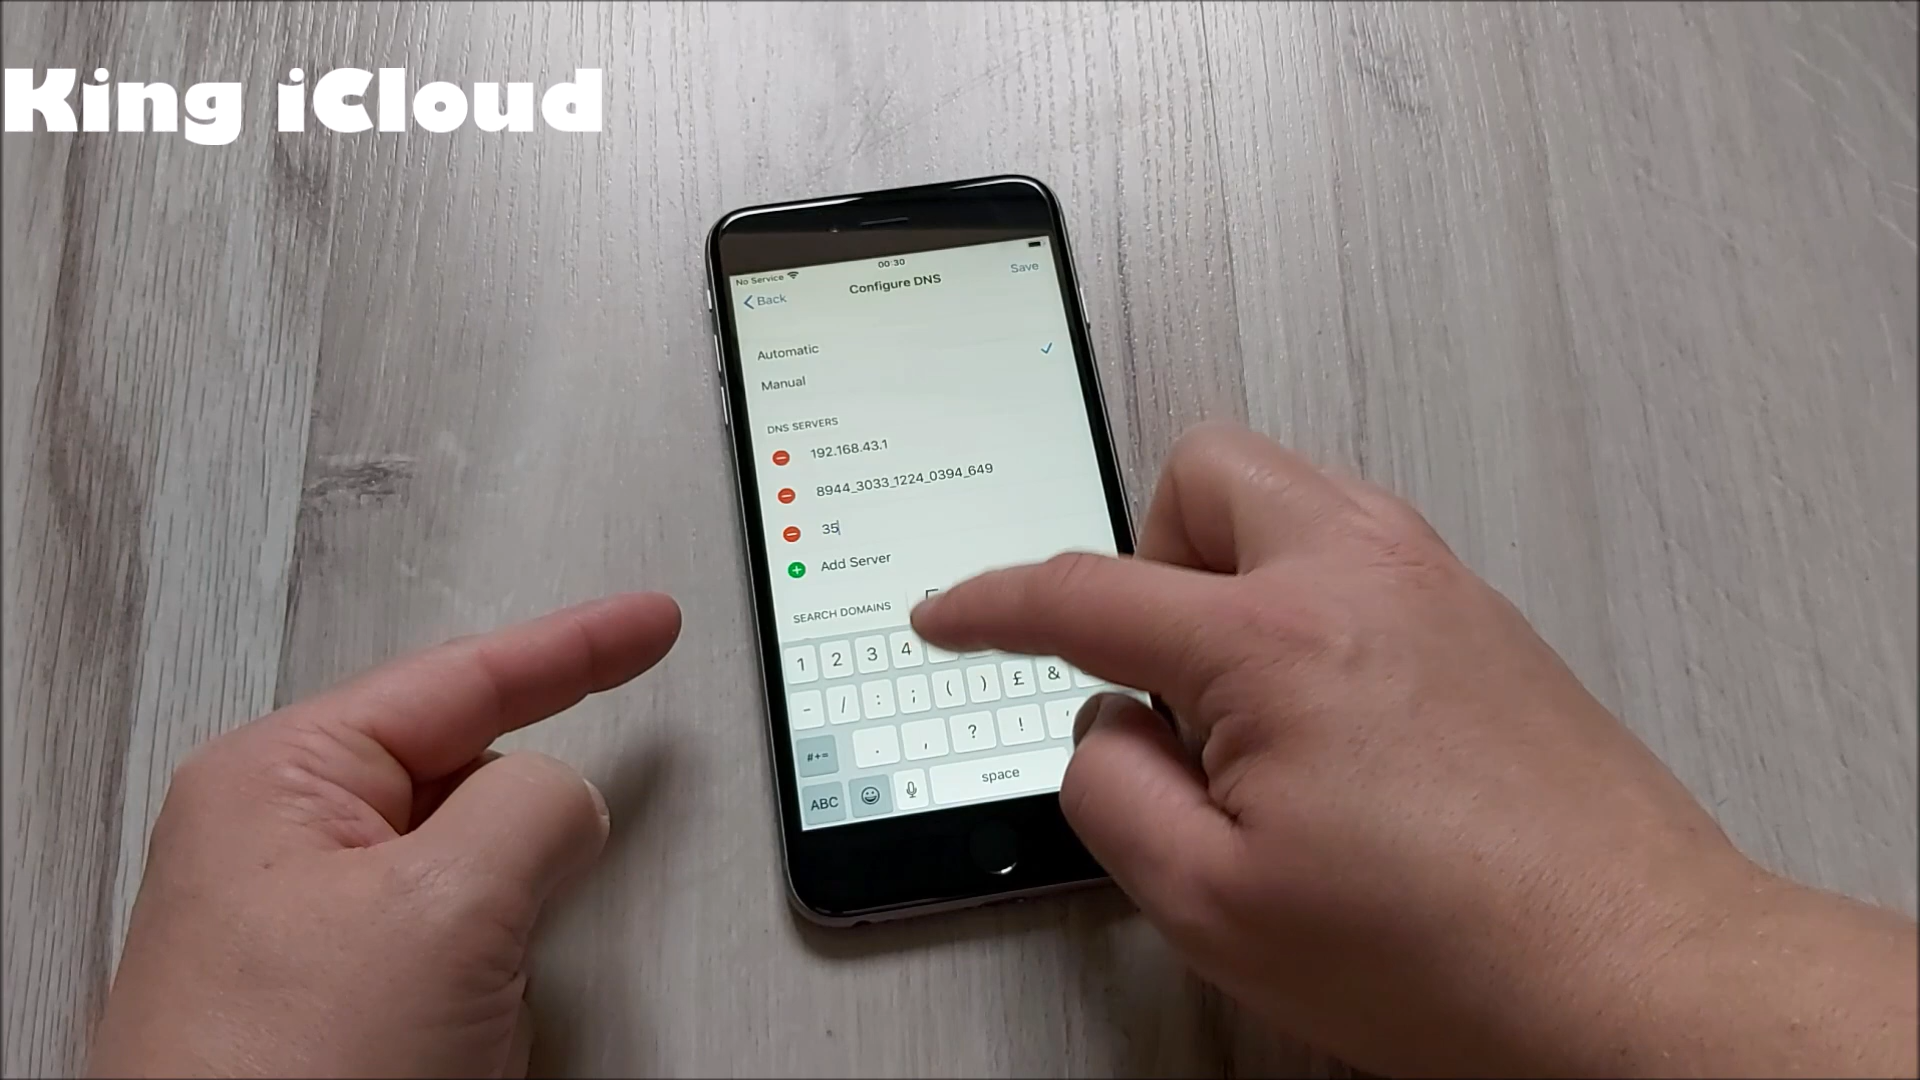 King iCloud
No Service 00:30
Back Configure DNS Save
Automatic
Manual
DNS SERVERS
192.168.43.1
8944_3033_1224_0394_649
35
Add Server
SEARCH DOMAINS
1 2 3 4
- / : ; ( ) £ &
#+= . , ? ! '
ABC space